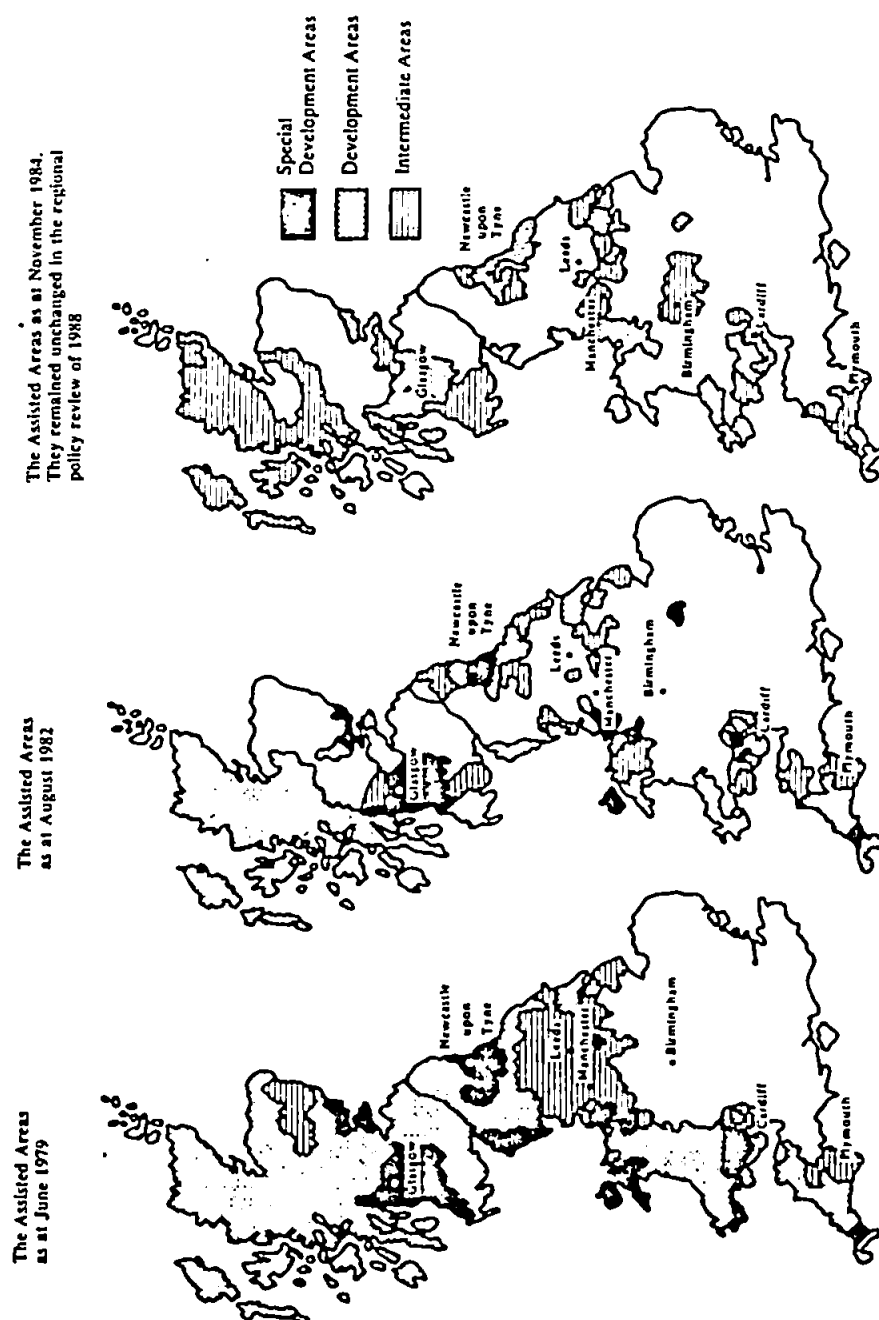 The Assisted Areas
as at June 1979
Glasgow
Newcastle
upon
Tyne
Leeds
Manchester
Birmingham
Cardiff
Plymouth
The Assisted Areas
as at August 1982
Glasgow
Newcastle
upon
Tyne
Leeds
Manchester
Birmingham
Cardiff
Plymouth
The Assisted Areas as at November 1984.
They remained unchanged in the regional
policy review of 1988
Special
Development Areas
Development Areas
Intermediate Areas
Glasgow
Newcastle
upon
Tyne
Leeds
Manchester
Birmingham
Cardiff
Plymouth